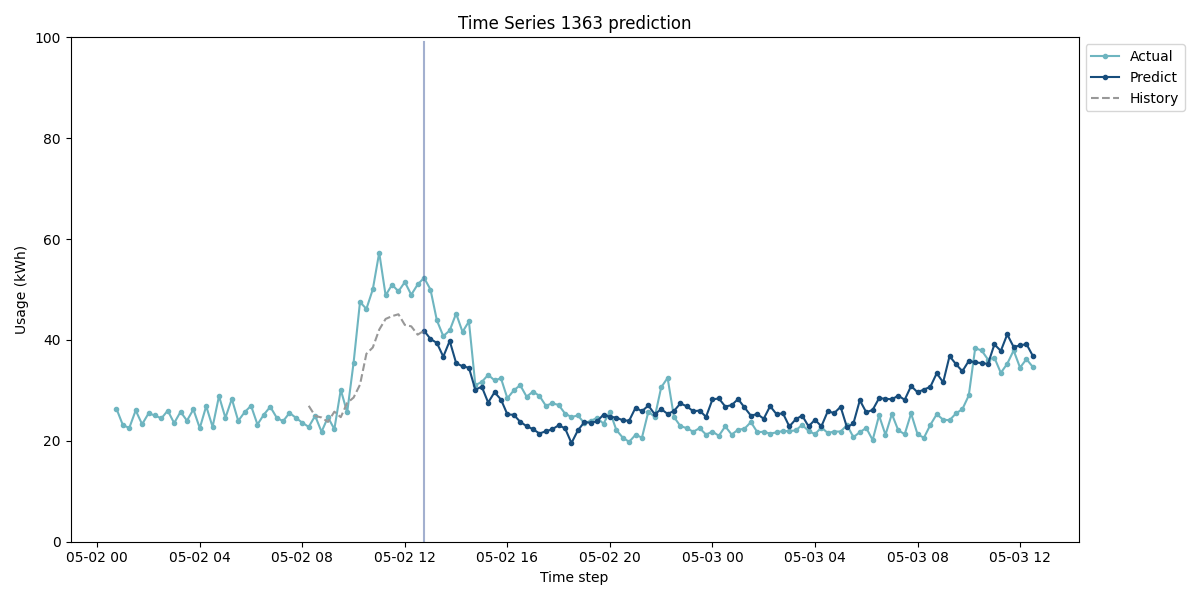 Time Series 1363 prediction
100
80
60
40
20
0
Usage (kWh)
05-02 00
05-02 04
05-02 08
05-02 12
05-02 16
05-02 20
05-03 00
05-03 04
05-03 08
05-03 12
Time step
Actual
Predict
History